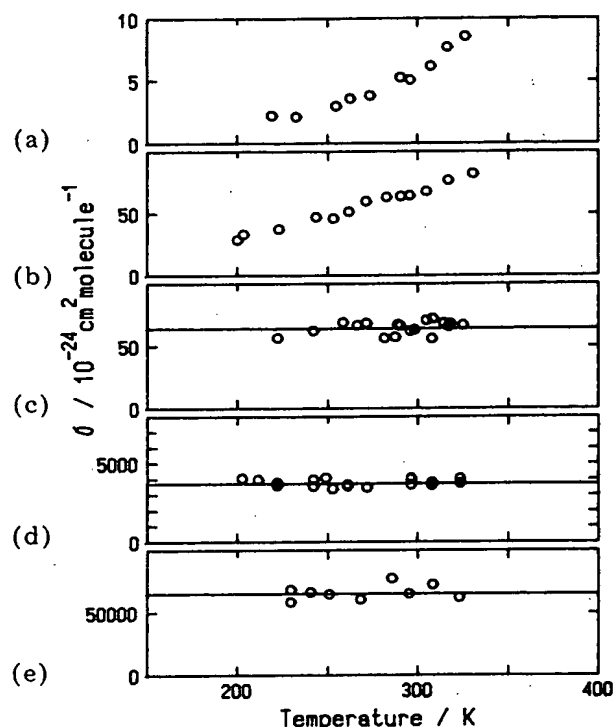 10
5
0
(a)
50
0
(b)
50
0
(c)
5000
0
(d)
50000
0
(e)
σ / 10⁻²⁴ cm² molecule⁻¹
200 300 400
Temperature / K